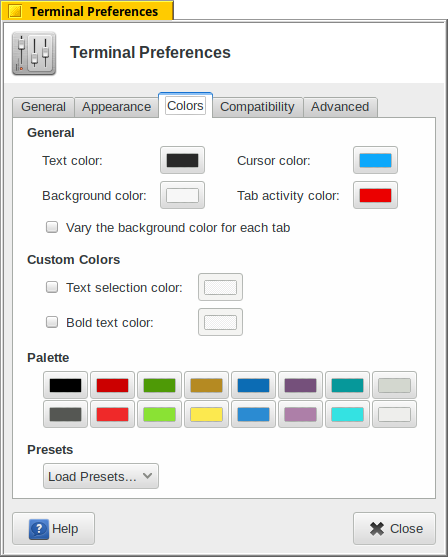 Terminal Preferences
Terminal Preferences
General Appearance Colors Compatibility Advanced
General
Text color: Cursor color:
Background color: Tab activity color:
Vary the background color for each tab
Custom Colors
Text selection color:
Bold text color:
Palette
Presets
Load Presets...
Help Close